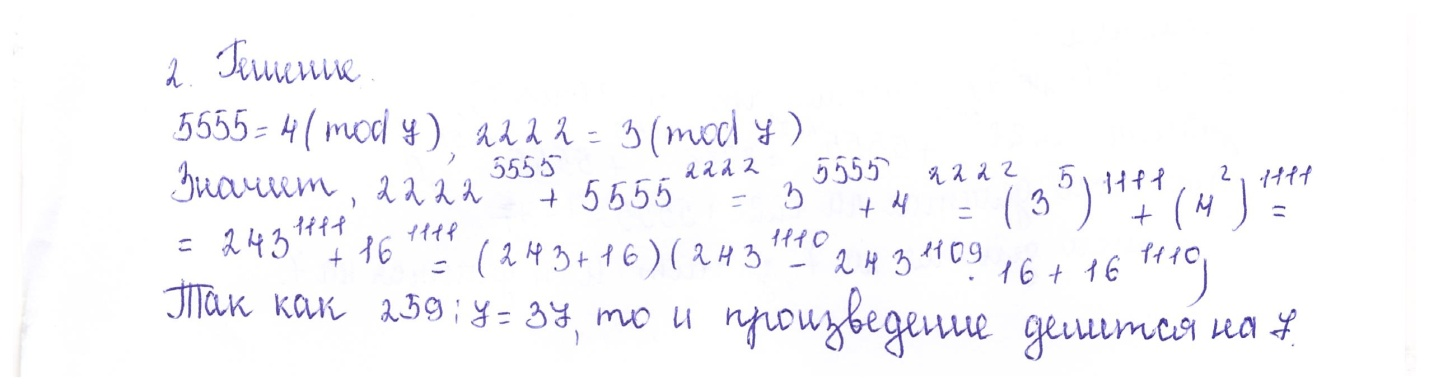 2. Решение.
5555 = 4 (mod 7), 2222 = 3 (mod 7)
Значит, 2222^5555 + 5555^2222 = 3^5555 + 4^2222 = (3^5)^1111 + (4^2)^1111 =
= 243^1111 + 16^1111 = (243+16)(243^1110 - 243^1109 · 16 + 16^1110)
Так как 259:7=37, то и произведение делится на 7.